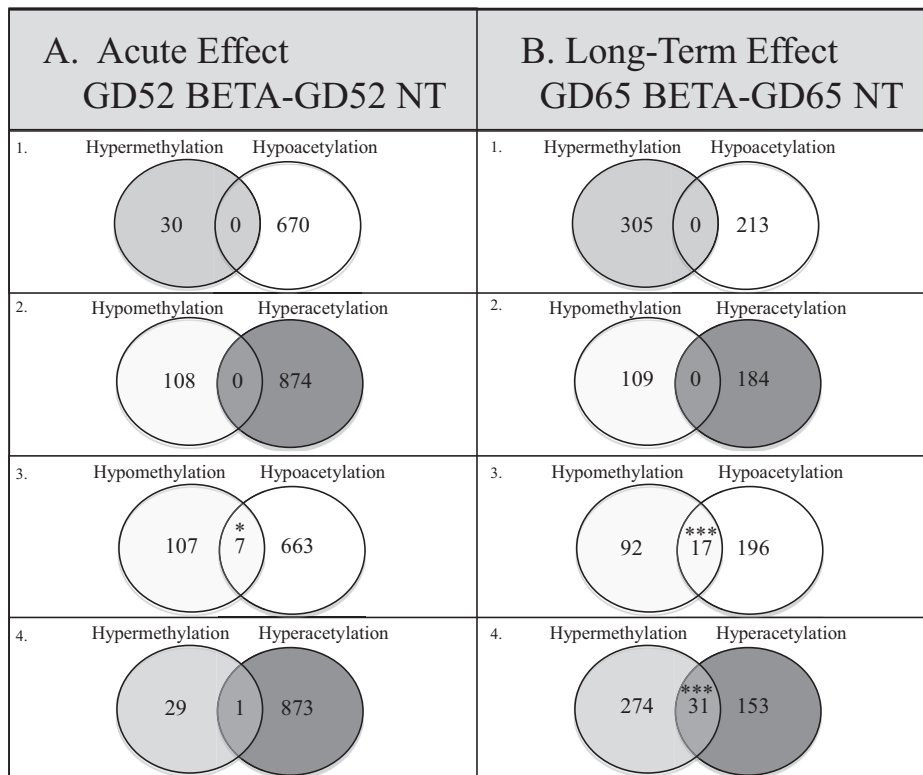 A. Acute Effect
GD52 BETA-GD52 NT
B. Long-Term Effect
GD65 BETA-GD65 NT
1.
Hypermethylation Hypoacetylation
30 0 670
1.
Hypermethylation Hypoacetylation
305 0 213
2.
Hypomethylation Hyperacetylation
108 0 874
2.
Hypomethylation Hyperacetylation
109 0 184
3.
Hypomethylation Hypoacetylation
*
107 7 663
3.
Hypomethylation Hypoacetylation
***
92 17 196
4.
Hypermethylation Hyperacetylation
29 1 873
4.
Hypermethylation Hyperacetylation
***
274 31 153